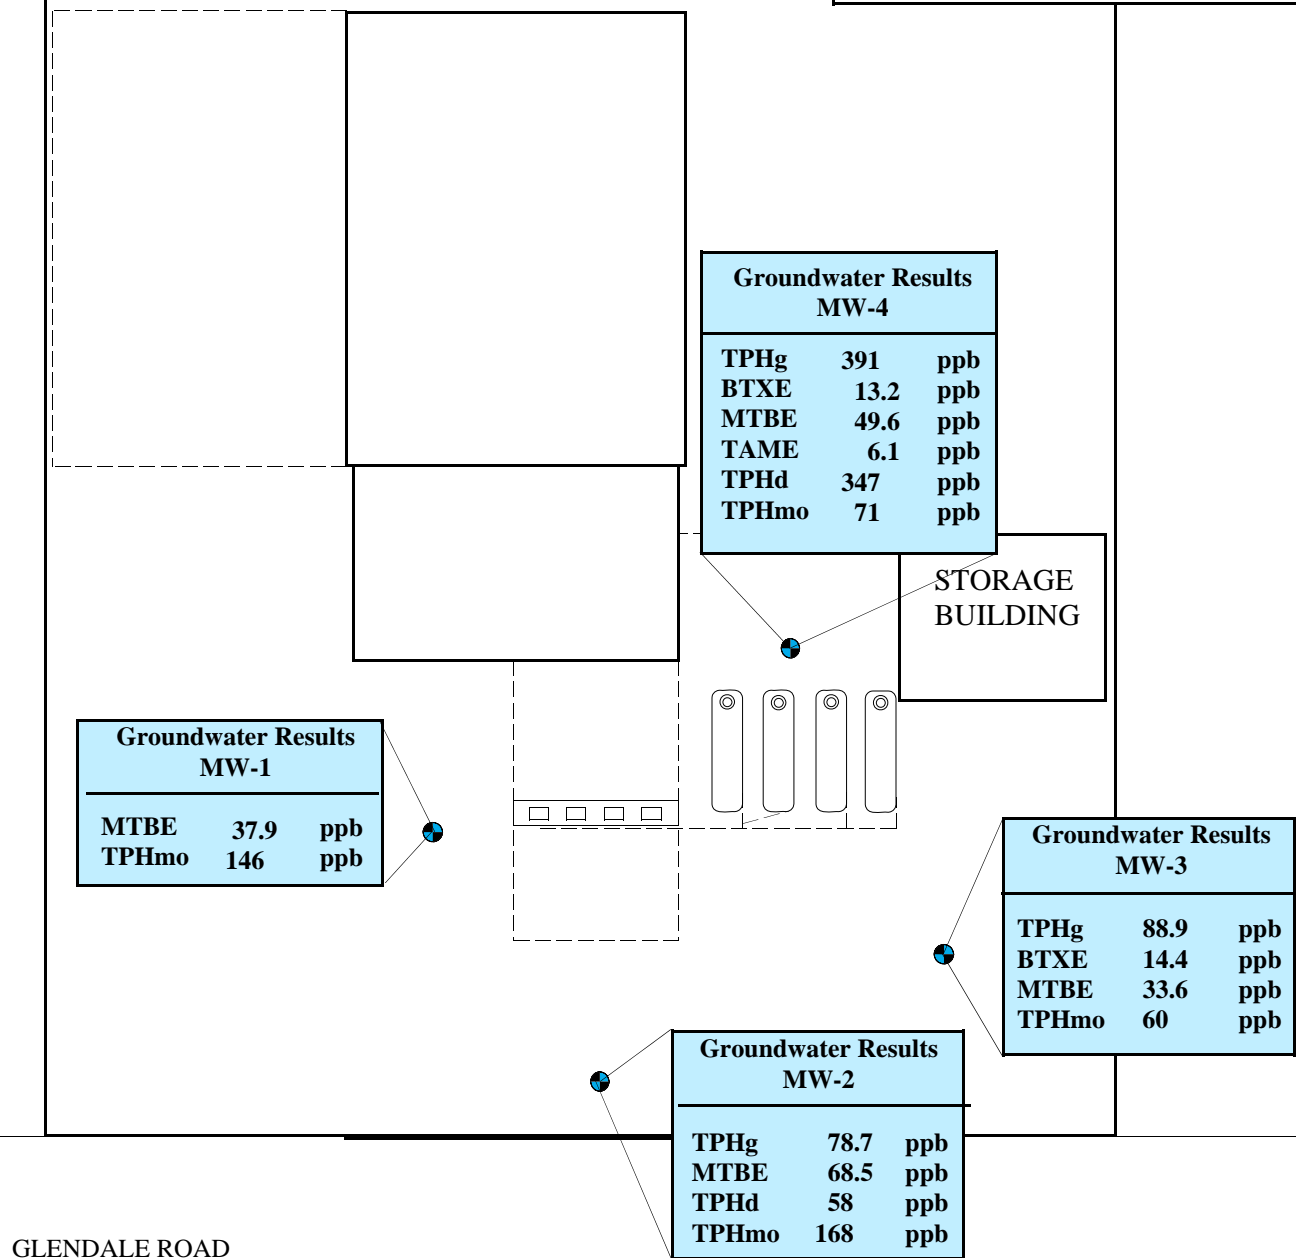 Groundwater Results
MW-4
TPHg 391 ppb
BTXE 13.2 ppb
MTBE 49.6 ppb
TAME 6.1 ppb
TPHd 347 ppb
TPHmo 71 ppb
STORAGE
BUILDING
Groundwater Results
MW-1
MTBE 37.9 ppb
TPHmo 146 ppb
Groundwater Results
MW-3
TPHg 88.9 ppb
BTXE 14.4 ppb
MTBE 33.6 ppb
TPHmo 60 ppb
Groundwater Results
MW-2
TPHg 78.7 ppb
MTBE 68.5 ppb
TPHd 58 ppb
TPHmo 168 ppb
GLENDALE ROAD